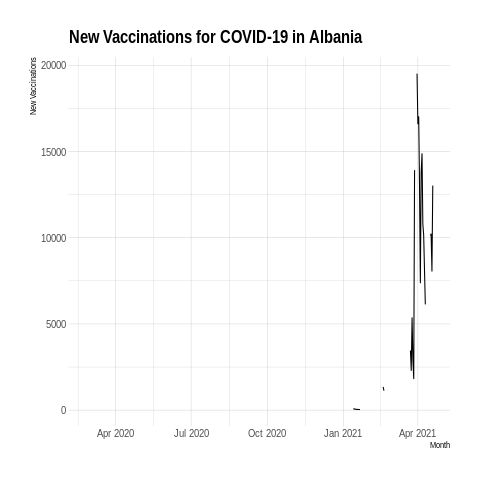 New Vaccinations for COVID-19 in Albania
New Vaccinations
20000
15000
10000
5000
0
Apr 2020 Jul 2020 Oct 2020 Jan 2021 Apr 2021
Month